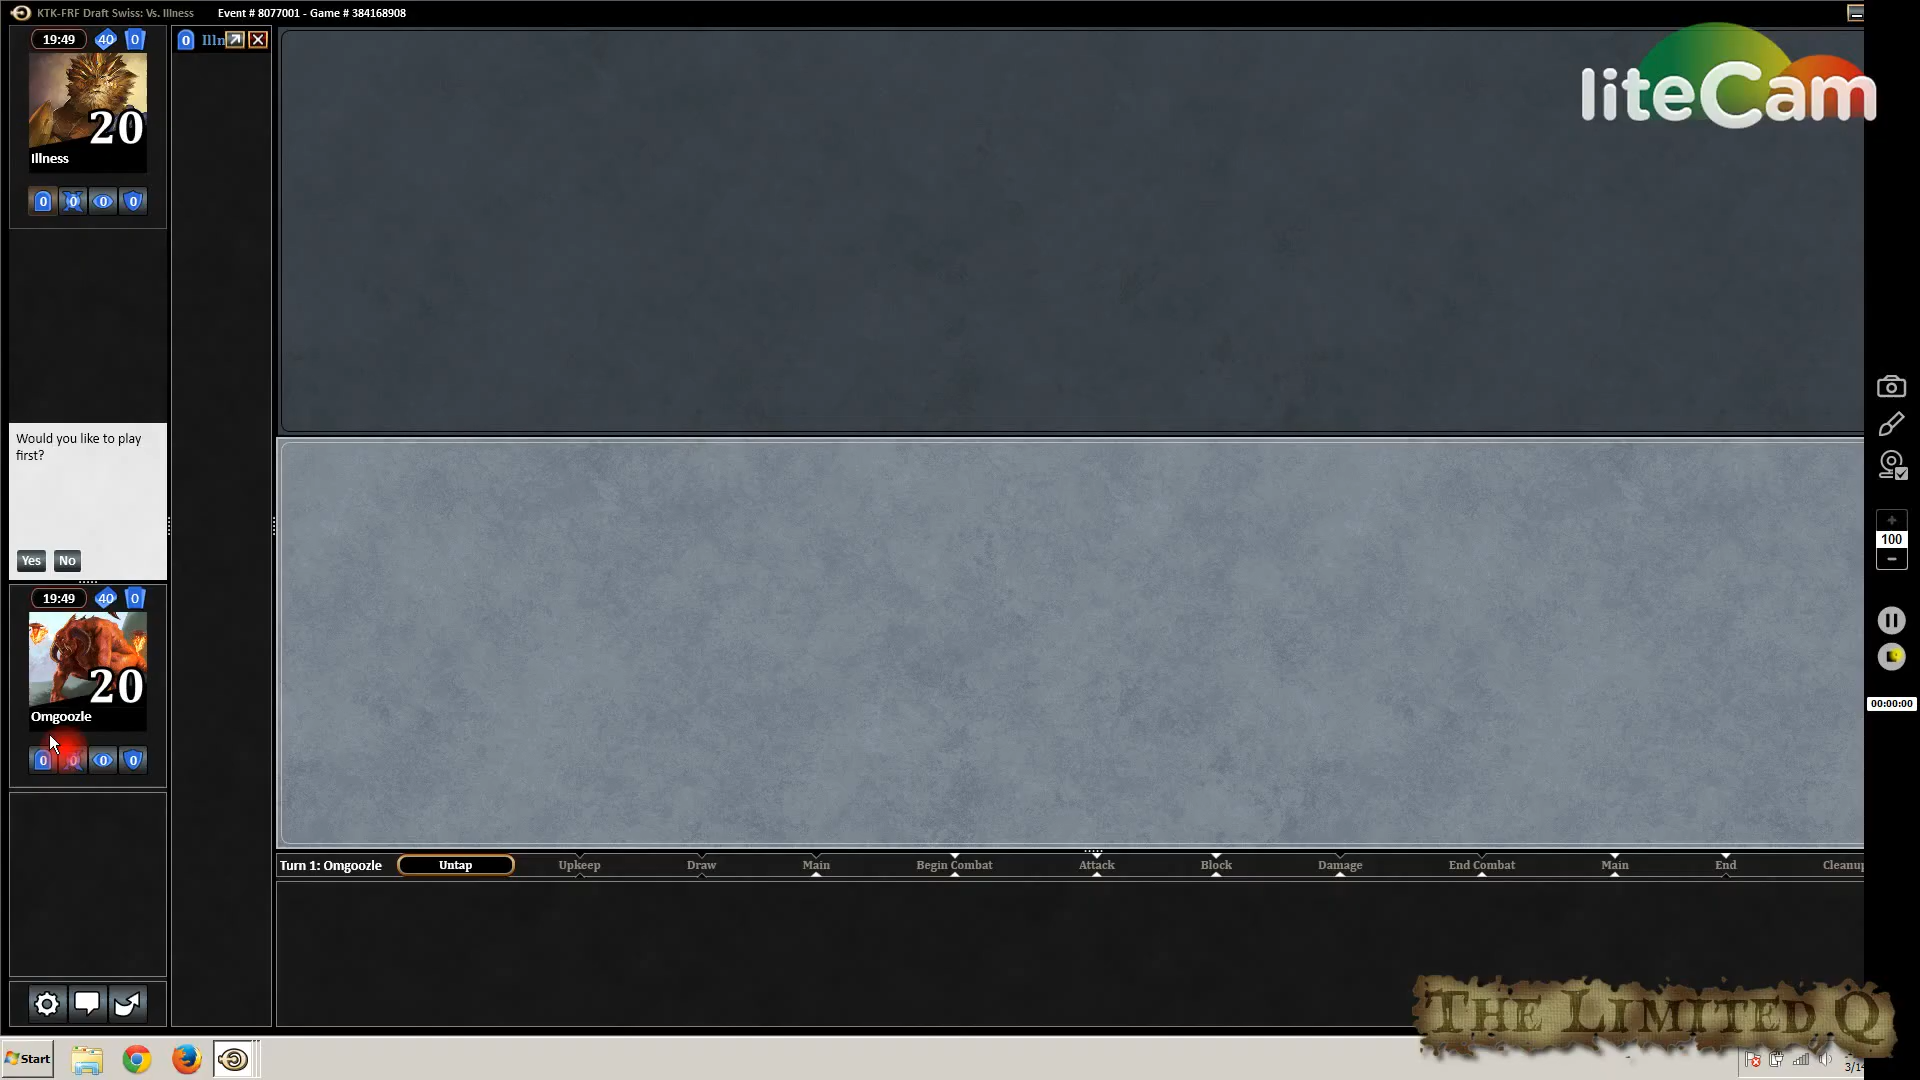 KTK-FRF Draft Swiss: Vs. Illness Event # 8077001 - Game # 384168908
19:49 40 0
0 Illn
liteCam
20
Illness
0 0 0 0
Would you like to play
first?
Yes No
100
19:49 40 0
20
Omgoozle
00:00:00
0 0 0 0
Turn 1: Omgoozle Untap Upkeep Draw Main Begin Combat Attack Block Damage End Combat Main End Cleanup
The Limited Q
Start
3/14